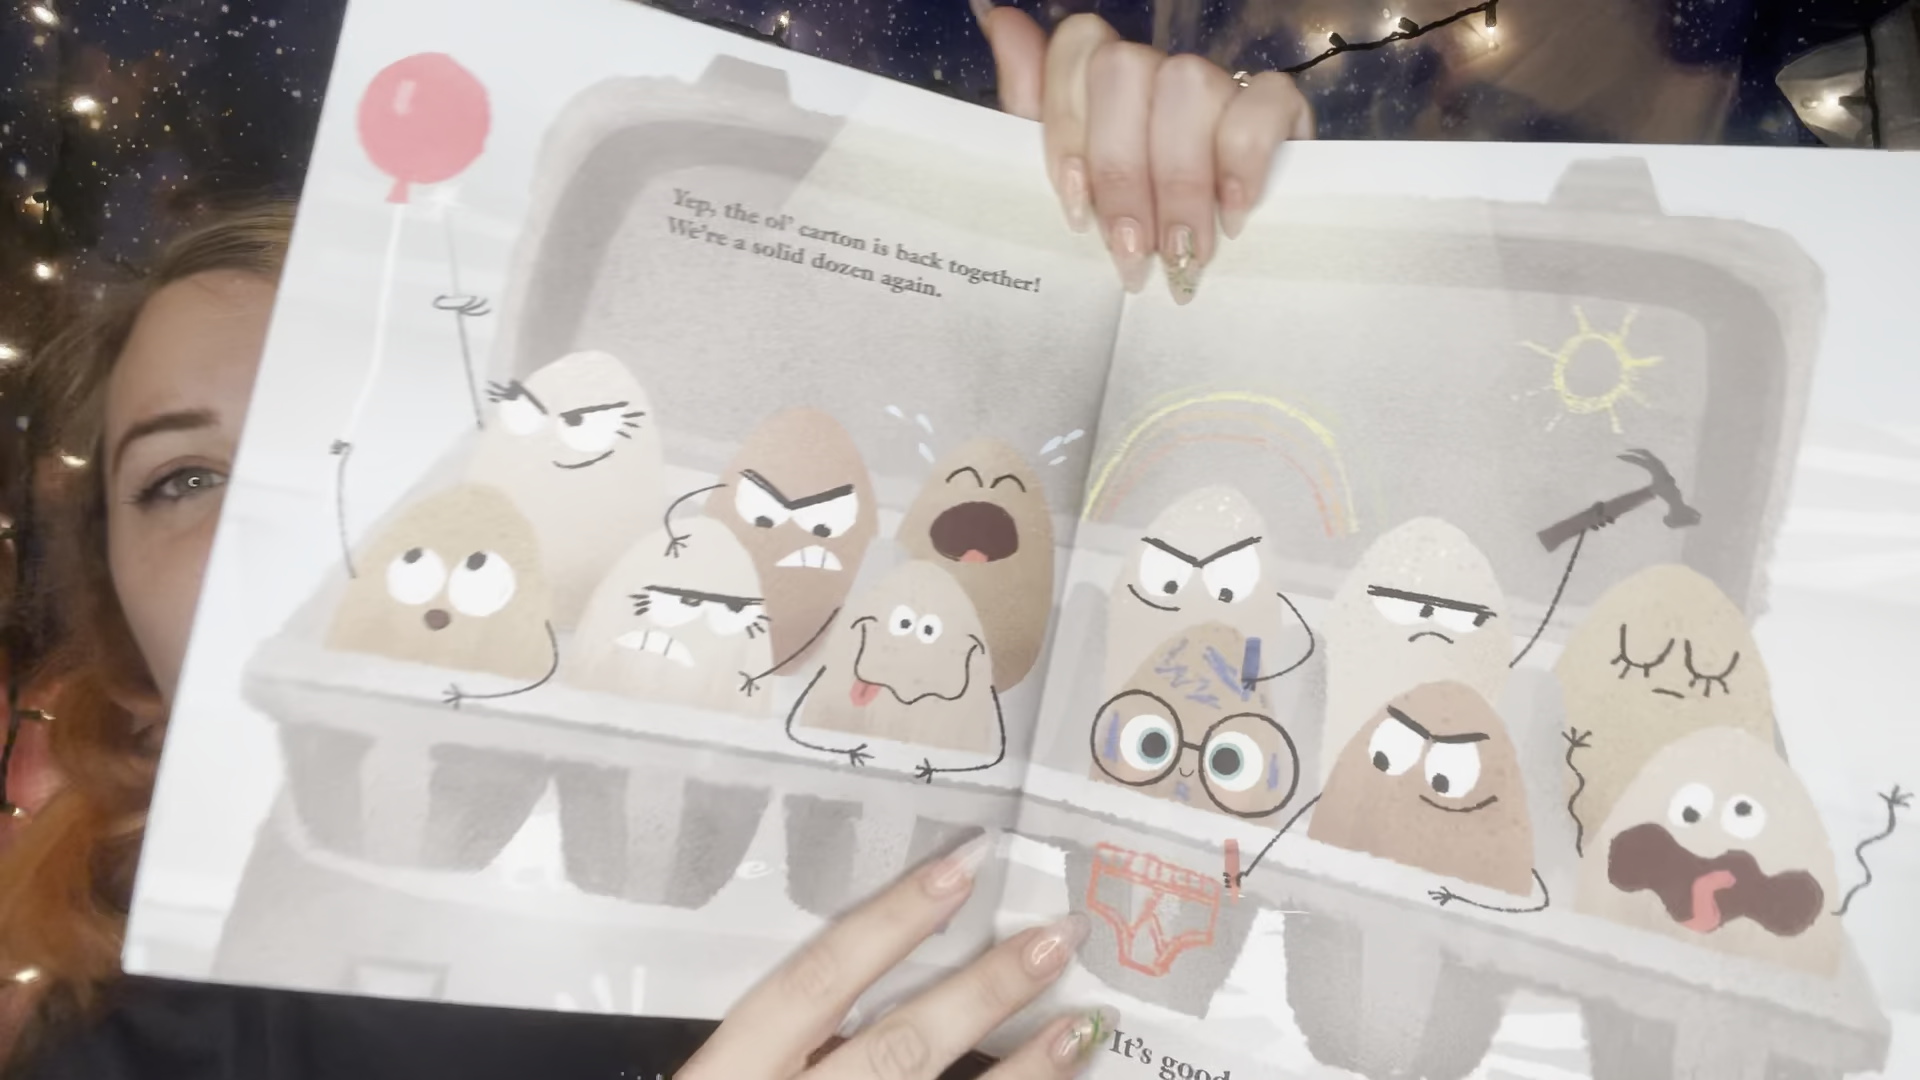 Yep, the ol' carton is back together!
We're a solid dozen again.
It's good